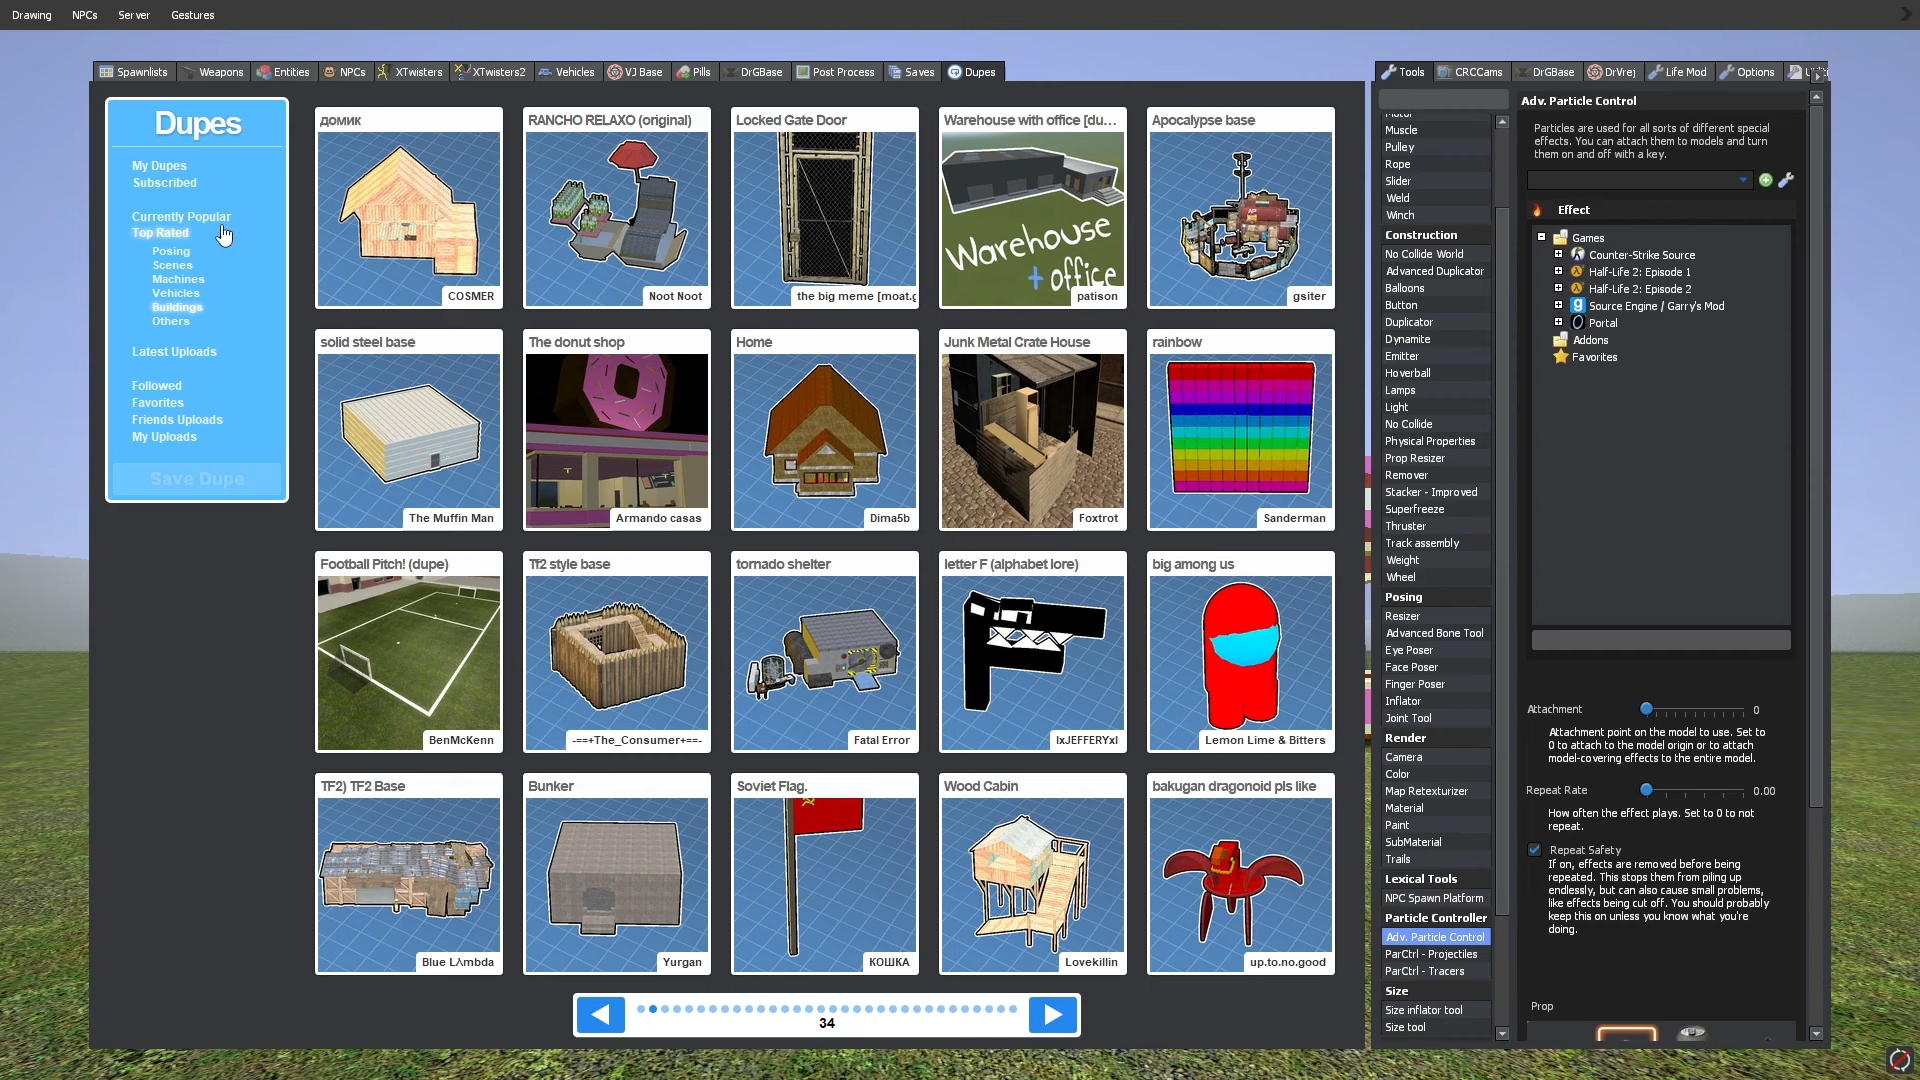 Drawing NPCs Server Gestures
Spawnlists Weapons Entities NPCs XTwisters XTwisters2 Vehicles VJ Base Pills DrGBase Post Process Saves Dupes
Dupes
My Dupes
Subscribed
Currently Popular
Top Rated
Posing
Scenes
Machines
Vehicles
Buildings
Others
Latest Uploads
Followed
Favorites
Friends Uploads
My Uploads
Save Dupe
домик
COSMER
RANCHO RELAXO (original)
Noot Noot
Locked Gate Door
the big meme [moat.g
Warehouse with office [du...
Warehouse
+ office
patison
Apocalypse base
gsiter
solid steel base
The Muffin Man
The donut shop
Armando casas
Home
Dima5b
Junk Metal Crate House
Foxtrot
rainbow
Sanderman
Football Pitch! (dupe)
BenMcKenn
Tf2 style base
-==+The_Consumer+==-
tornado shelter
Fatal Error
letter F (alphabet lore)
IxJEFFERYxI
big among us
Lemon Lime & Bitters
TF2) TF2 Base
Blue LΛmbda
Bunker
Yurgan
Soviet Flag.
КОШКА
Wood Cabin
Lovekillin
bakugan dragonoid pls like
up.to.no.good
34
Tools CRCCams DrGBase DrVrej Life Mod Options
Muscle
Pulley
Rope
Slider
Weld
Winch
Construction
No Collide World
Advanced Duplicator
Balloons
Button
Duplicator
Dynamite
Emitter
Hoverball
Lamps
Light
No Collide
Physical Properties
Prop Resizer
Remover
Stacker - Improved
Superfreeze
Thruster
Track assembly
Weight
Wheel
Posing
Resizer
Advanced Bone Tool
Eye Poser
Face Poser
Finger Poser
Inflator
Joint Tool
Render
Camera
Color
Map Retexturizer
Material
Paint
SubMaterial
Trails
Lexical Tools
NPC Spawn Platform
Particle Controller
Adv. Particle Control
ParCtrl - Projectiles
ParCtrl - Tracers
Size
Size inflator tool
Size tool
Adv. Particle Control
Particles are used for all sorts of different special
effects. You can attach them to models and turn
them on and off with a key.
Effect
Games
Counter-Strike Source
Half-Life 2: Episode 1
Half-Life 2: Episode 2
Source Engine / Garry's Mod
Portal
Addons
Favorites
Attachment 0
Attachment point on the model to use. Set to
0 to attach to the model origin or to attach
model-covering effects to the entire model.
Repeat Rate 0.00
How often the effect plays. Set to 0 to not
repeat.
Repeat Safety
If on, effects are removed before being
repeated. This stops them from piling up
endlessly, but can also cause small problems,
like effects being cut off. You should probably
keep this on unless you know what you're
doing.
Prop